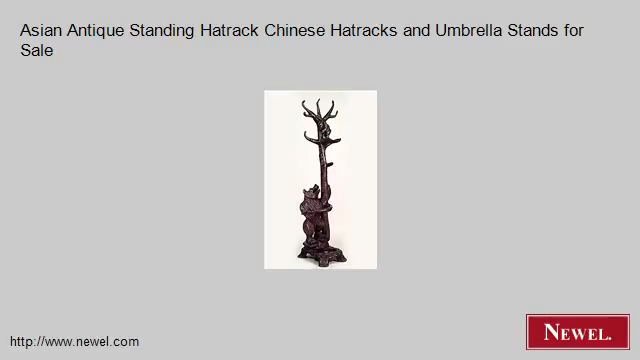 Asian Antique Standing Hatrack Chinese Hatracks and Umbrella Stands for
Sale
http://www.newel.com
NEWEL.